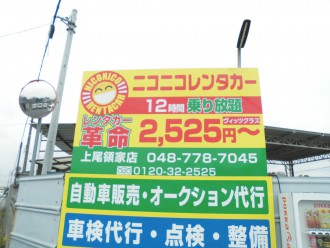 NICONICO RENTACAR
ニコニコレンタカー
12時間 乗り放題
レンタカー ヴィッツクラス
革命 2,525円〜
上尾領家店 048-778-7045
0120-32-2525
自動車販売・オークション代行
車検代行・点検・整備